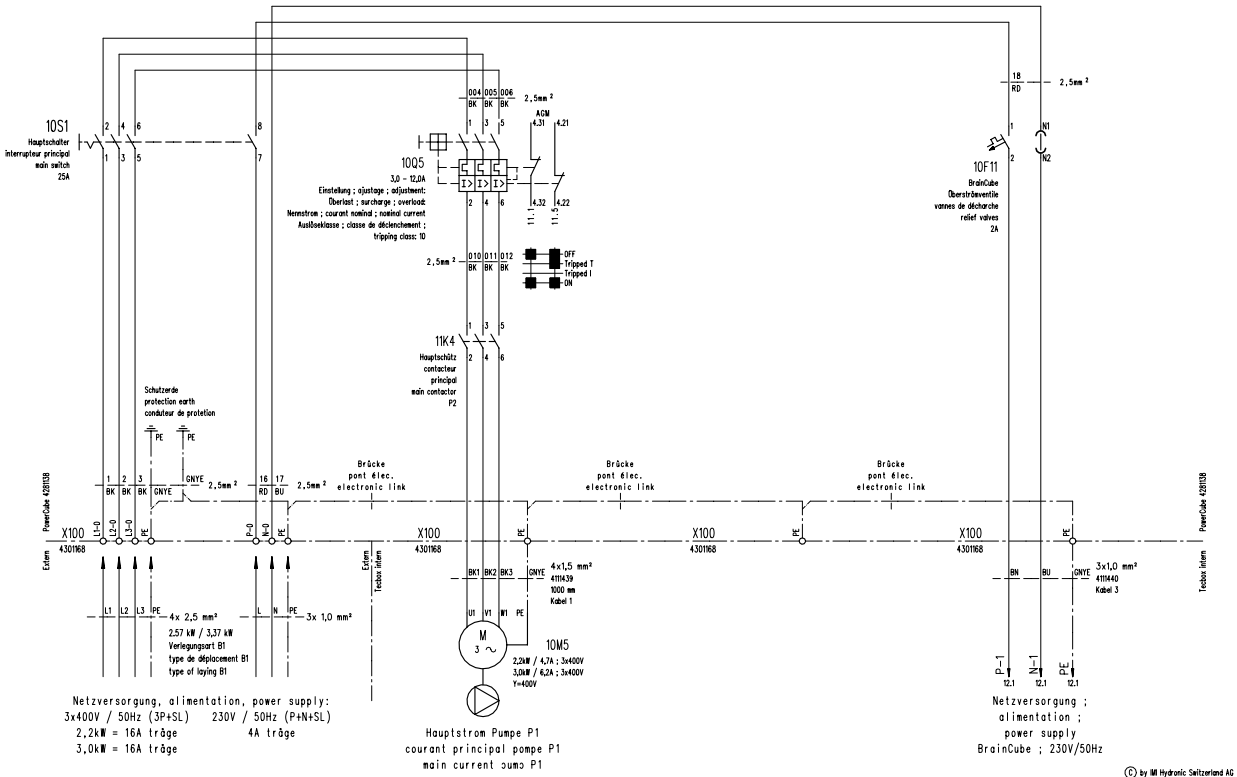 18
RD
2,5mm²
004 005 006
BK BK BK
2,5mm²
10S1
Hauptschalter
interrupteur principal
main switch
25A
2 4 6
1 3 5
8
7
1 3 5
AGM
4.31 4.21
10Q5
3,0 - 12,0A
Einstellung ; ajustage ; adjustment:
Überlast ; surcharge ; overload:
Nennstrom ; courant nominal ; nominal current
Auslöseklasse ; classe de déclenchement ;
tripping class: 10
I> I> I>
2 4 6
4.32 4.22
11.1 11.5
1 N1
2 N2
10F11
BrainCube
Überströmventile
vannes de décharche
relief valves
2A
2,5mm²
010 011 012
BK BK BK
OFF
Tripped T
Tripped I
ON
11K4
Hauptschütz
contacteur
principal
main contactor
P2
1 3 5
2 4 6
Schutzerde
protection earth
conduteur de protetion
PE PE
1 2 3 GNYE
BK BK BK GNYE
2,5mm²
16 17
RD BU
2,5mm²
Brücke
pont élec.
electronic link
Brücke
pont élec.
electronic link
Brücke
pont élec.
electronic link
PowerCube 4281138
PowerCube 4281138
X100
4301168
L1-0 L2-0 L3-0 PE
P-0 N-0 PE
X100
4301168
PE
X100
4301168
PE
X100
4301168
PE
Extern
Extern
Tecbox intern
Tecbox intern
BK1 BK2 BK3 GNYE
4x1,5 mm²
4111439
1000 mm
Kabel 1
BN BU GNYE
3x1,0 mm²
4111440
Kabel 3
L1 L2 L3 PE
4x 2,5 mm²
2.57 kW / 3,37 kW
Verlegungsart B1
type de déplacement B1
type of laying B1
L N PE
3x 1,0 mm²
U1 V1 W1 PE
M
3 ~
10M5
2,2kW / 4,7A ; 3x400V
3,0kW / 6,2A ; 3x400V
Y=400V
P-1 N-1 PE
12.1 12.1 12.1
Netzversorgung, alimentation, power supply:
3x400V / 50Hz (3P+SL) 230V / 50Hz (P+N+SL)
2,2kW = 16A träge 4A träge
3,0kW = 16A träge
Hauptstrom Pumpe P1
courant principal pompe P1
main current pump P1
Netzversorgung ;
alimentation ;
power supply
BrainCube ; 230V/50Hz
© by IMI Hydronic Switzerland AG